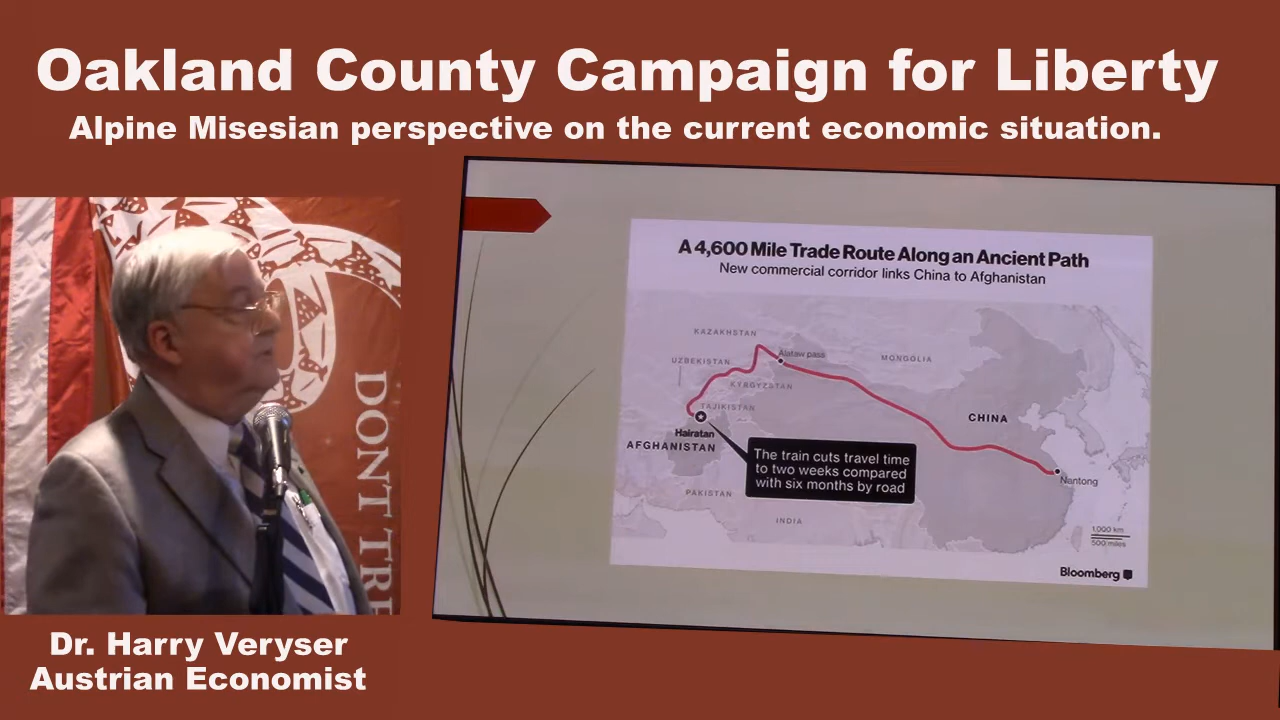 Oakland County Campaign for Liberty
Alpine Misesian perspective on the current economic situation.
DONT TRE
A 4,600 Mile Trade Route Along an Ancient Path
New commercial corridor links China to Afghanistan
KAZAKHSTAN
Alataw pass
MONGOLIA
UZBEKISTAN
KYRGYZSTAN
TAJIKISTAN
CHINA
Hairatan
AFGHANISTAN
The train cuts travel time
to two weeks compared
with six months by road
Nantong
PAKISTAN
INDIA
1,000 km
500 miles
Bloomberg
Dr. Harry Veryser
Austrian Economist